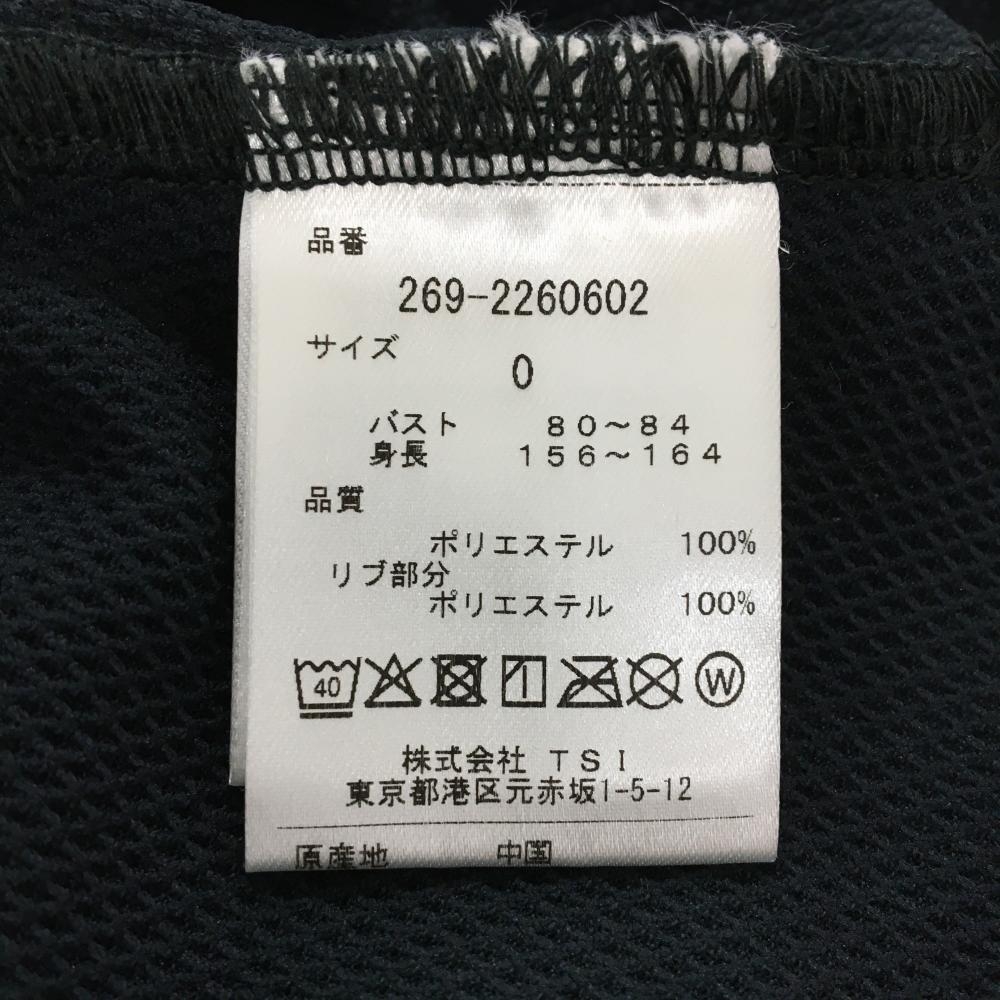 品番
269-2260602
サイズ
0
バスト 80～84
身長 156～164
品質
ポリエステル 100%
リブ部分
ポリエステル 100%
40 W
株式会社 TSI
東京都港区元赤坂1-5-12
原産地 中国